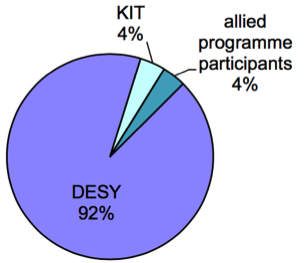 KIT
4%
allied
programme
participants
4%
DESY
92%